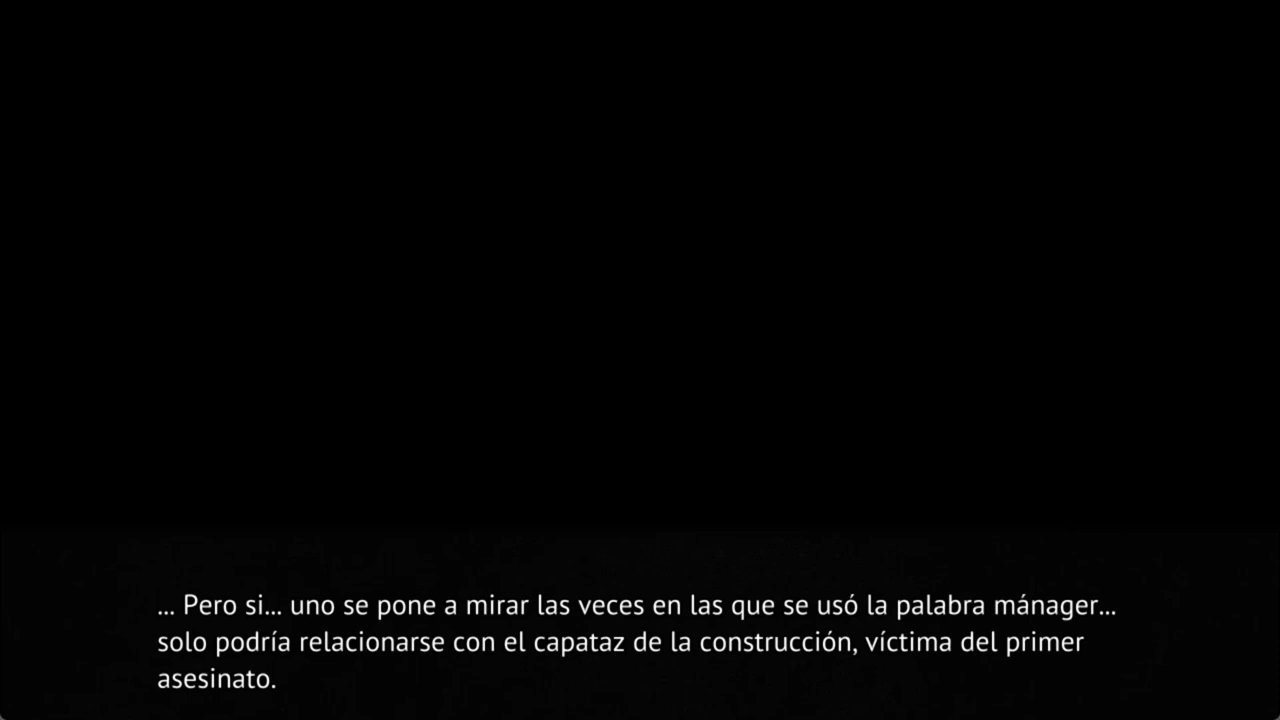 ... Pero si... uno se pone a mirar las veces en las que se usó la palabra mánager...
solo podría relacionarse con el capataz de la construcción, víctima del primer
asesinato.